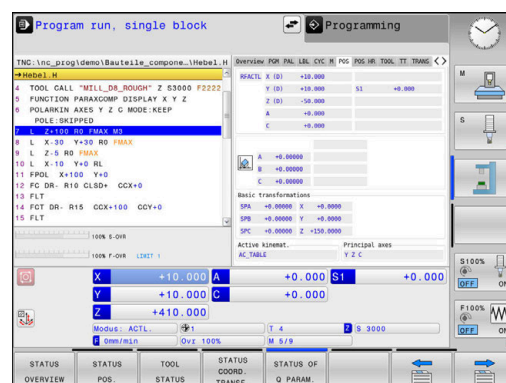 Program run, single block
Programming
TNC:\nc_prog\demo\Bauteile_compone…\Hebel.H
→Hebel.H
4 TOOL CALL "MILL_D8_ROUGH" Z S3000 F2222
5 FUNCTION PARAXCOMP DISPLAY X Y Z
6 POLARKIN AXES Y Z C MODE:KEEP
POLE:SKIPPED
7 L Z+100 R0 FMAX M3
8 L X-30 Y+30 R0 FMAX
9 L Z-5 R0 FMAX
10 L X-10 Y+0 RL
11 FPOL X+100 Y+0
12 FC DR- R10 CLSD+ CCX+0
13 FLT
14 FCT DR- R15 CCX+100 CCY+0
15 FLT
100% S-OVR
100% F-OVR LIMIT 1
Overview PGM PAL LBL CYC M POS POS HR TOOL TT TRANS
RFACTL X (D) +10.000
Y (D) +10.000 S1 +0.000
Z (D) -50.000
A +0.000
C +0.000
A +0.00000
B +0.00000
C +0.00000
Basic transformations
SPA +0.00000 X +0.0000
SPB +0.00000 Y +0.0000
SPC +0.00000 Z +150.0000
Active kinemat. Principal axes
AC_TABLE Y Z C
X +10.000 A +0.000 S1 +0.000
Y +10.000 C +0.000
Z +410.000
Modus: ACTL. 1 T 4 Z S 3000
F 0mm/min Ovr 100% M 5/9
M
S
S100%
OFF ON
F100%
OFF ON
STATUS OVERVIEW
STATUS POS.
TOOL STATUS
STATUS COORD. TRANSF.
STATUS OF Q PARAM.